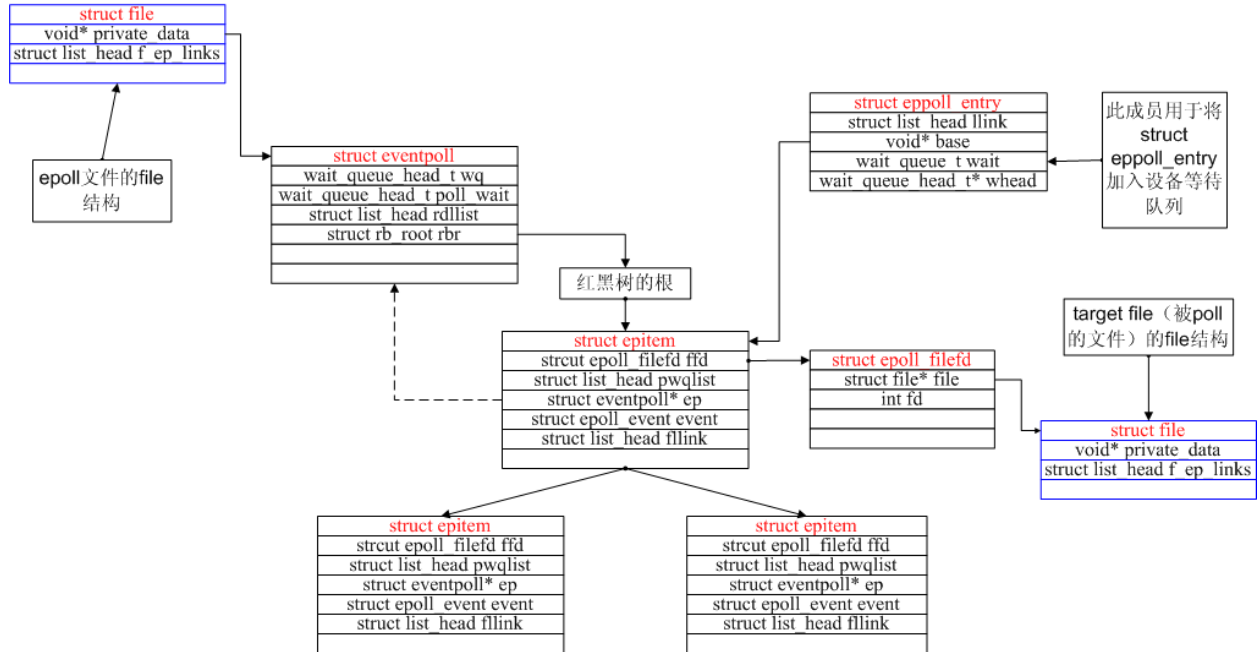 struct file
void* private_data
struct list_head f_ep_links
epoll文件的file
结构
struct eventpoll
wait_queue_head_t wq
wait_queue_head_t poll_wait
struct list_head rdllist
struct rb_root rbr
红黑树的根
struct eppoll_entry
struct list_head llink
void* base
wait_queue_t wait
wait_queue_head_t* whead
此成员用于将
struct
eppoll_entry
加入设备等待
队列
struct epitem
strcut epoll_filefd ffd
struct list_head pwqlist
struct eventpoll* ep
struct epoll_event event
struct list_head fllink
struct epoll_filefd
struct file* file
int fd
target file（被poll
的文件）的file结构
struct file
void* private_data
struct list_head f_ep_links
struct epitem
strcut epoll_filefd ffd
struct list_head pwqlist
struct eventpoll* ep
struct epoll_event event
struct list_head fllink
struct epitem
strcut epoll_filefd ffd
struct list_head pwqlist
struct eventpoll* ep
struct epoll_event event
struct list_head fllink